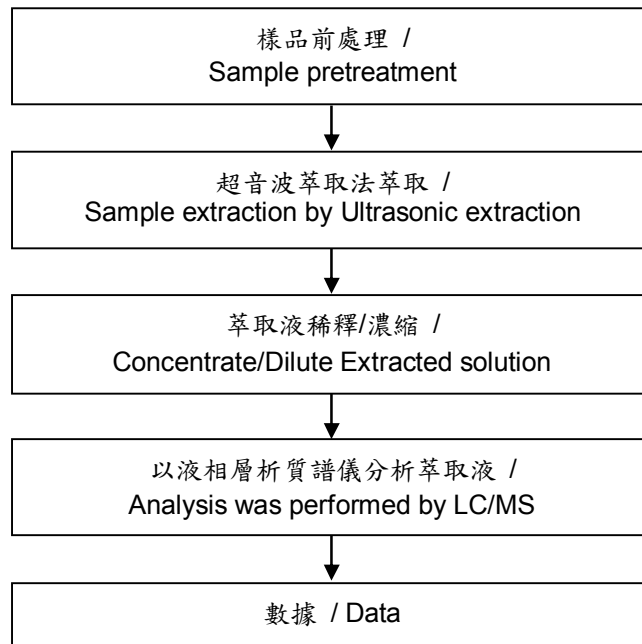 樣品前處理 /
Sample pretreatment
超音波萃取法萃取 /
Sample extraction by Ultrasonic extraction
萃取液稀釋/濃縮 /
Concentrate/Dilute Extracted solution
以液相層析質譜儀分析萃取液 /
Analysis was performed by LC/MS
數據 / Data